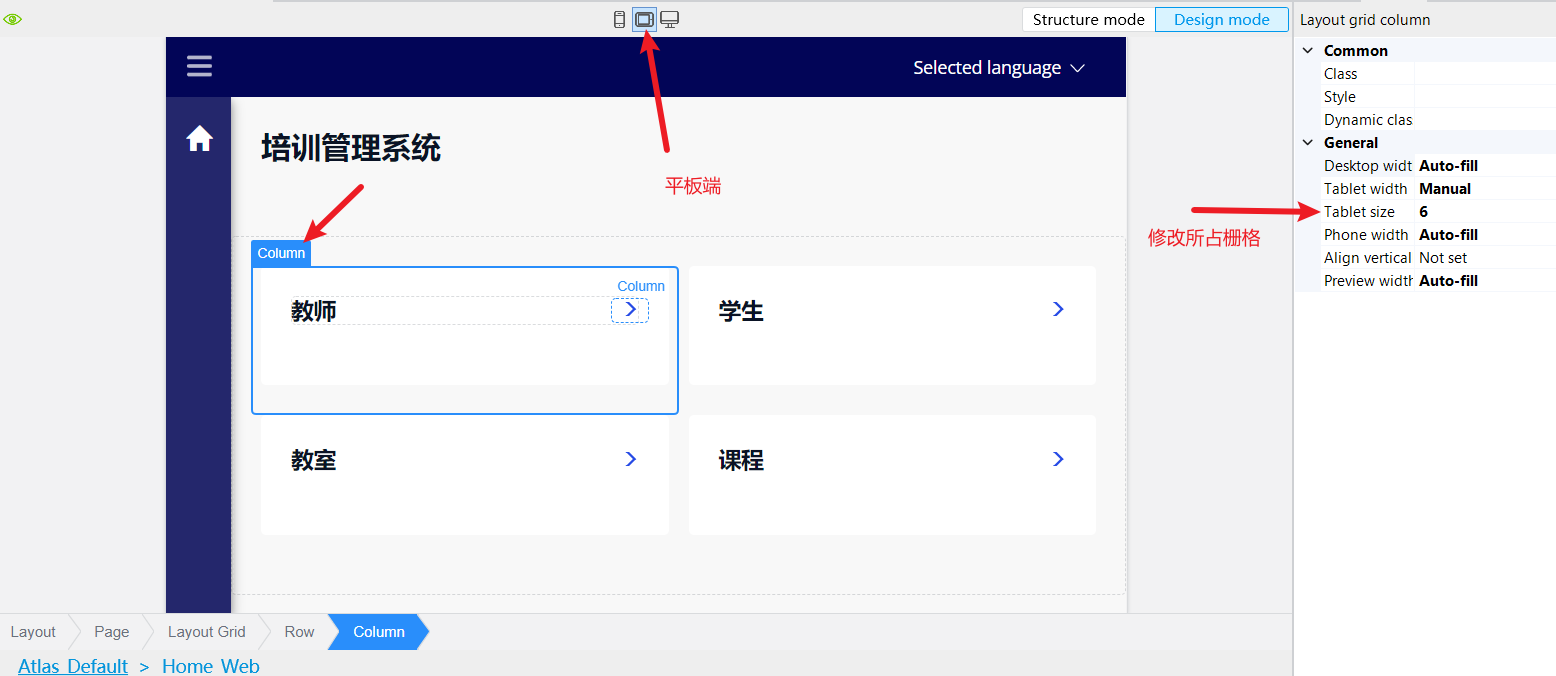 Structure mode
Design mode
Layout grid column
Selected language
培训管理系统
平板端
Column
Column
教师
学生
教室
课程
修改所占栅格
Common
Class
Style
Dynamic clas
General
Desktop widt Auto-fill
Tablet width Manual
Tablet size 6
Phone width Auto-fill
Align vertical Not set
Preview width Auto-fill
Layout Page Layout Grid Row Column
Atlas_Default > Home_Web